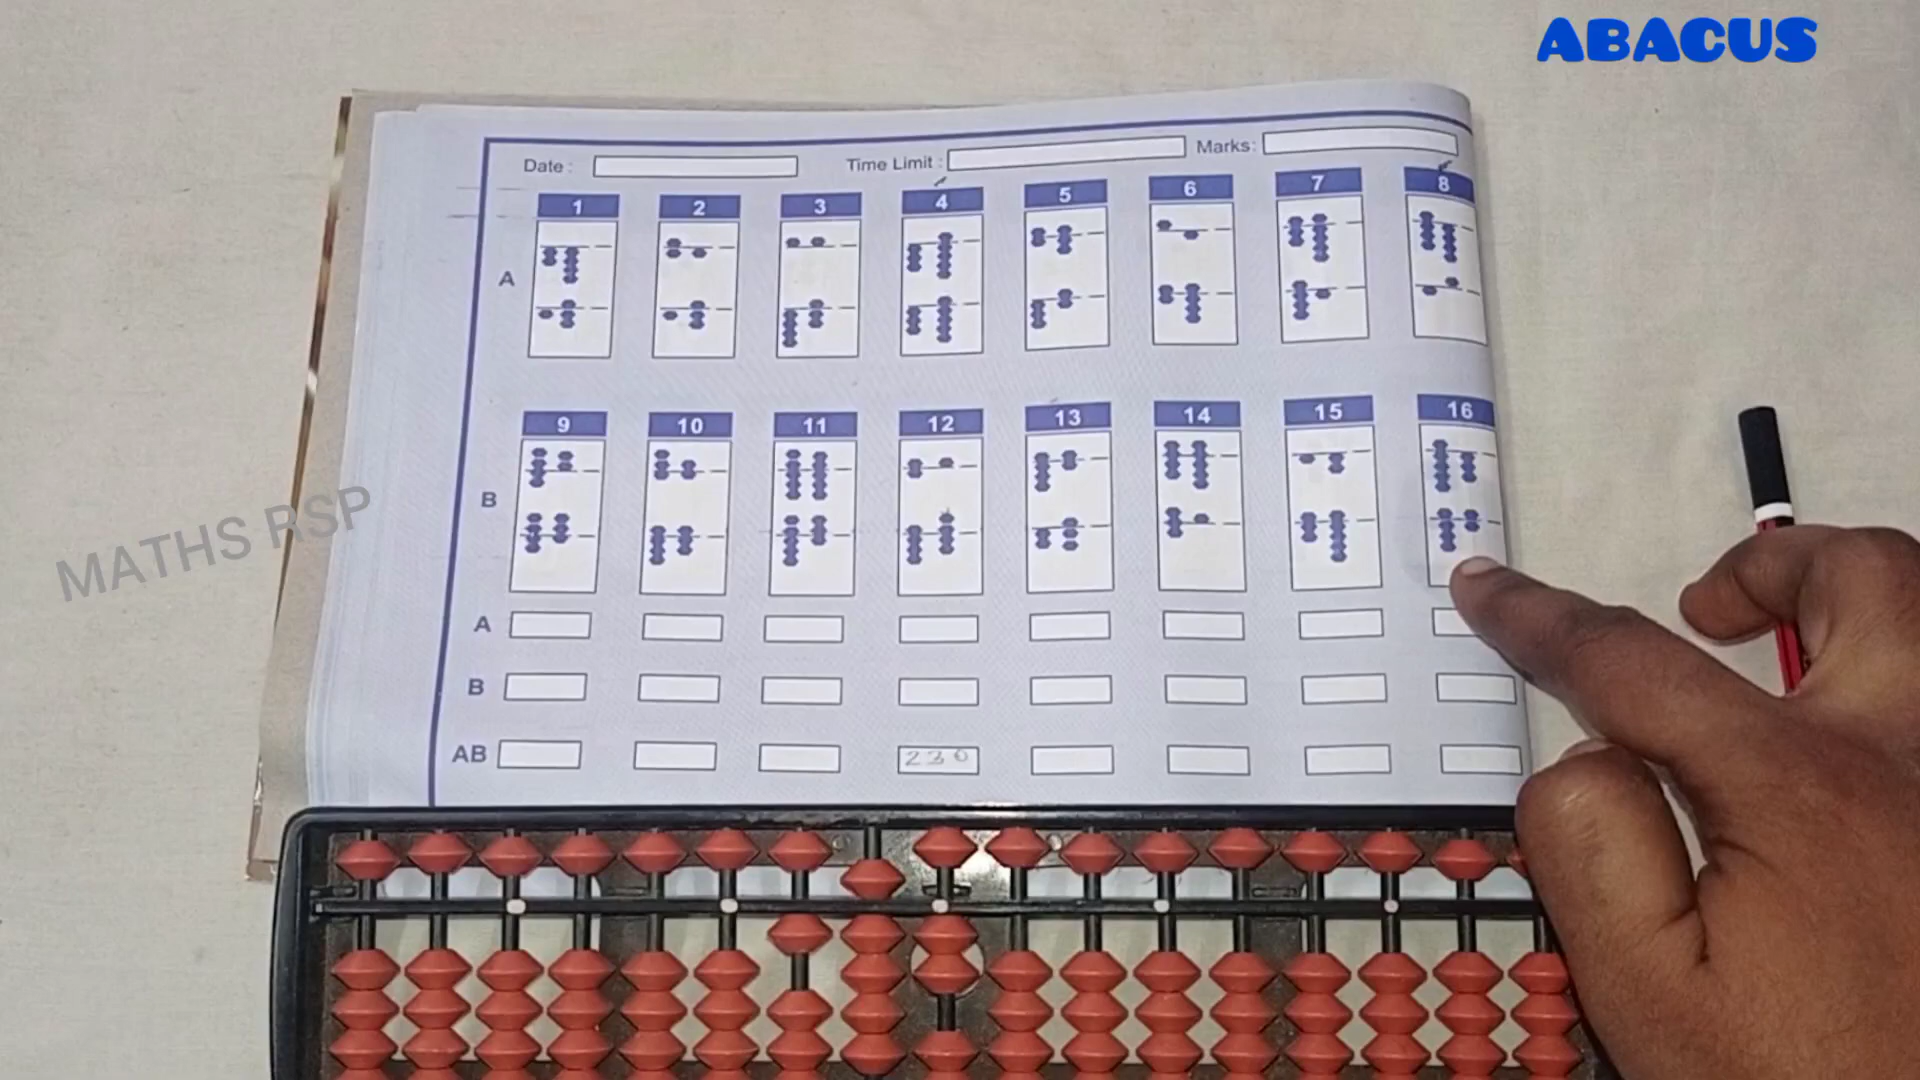 ABACUS
Date :
Time Limit :
Marks:
1 2 3 4 5 6 7 8
A
9 10 11 12 13 14 15 16
B
A
B
AB 230
MATHS RSP